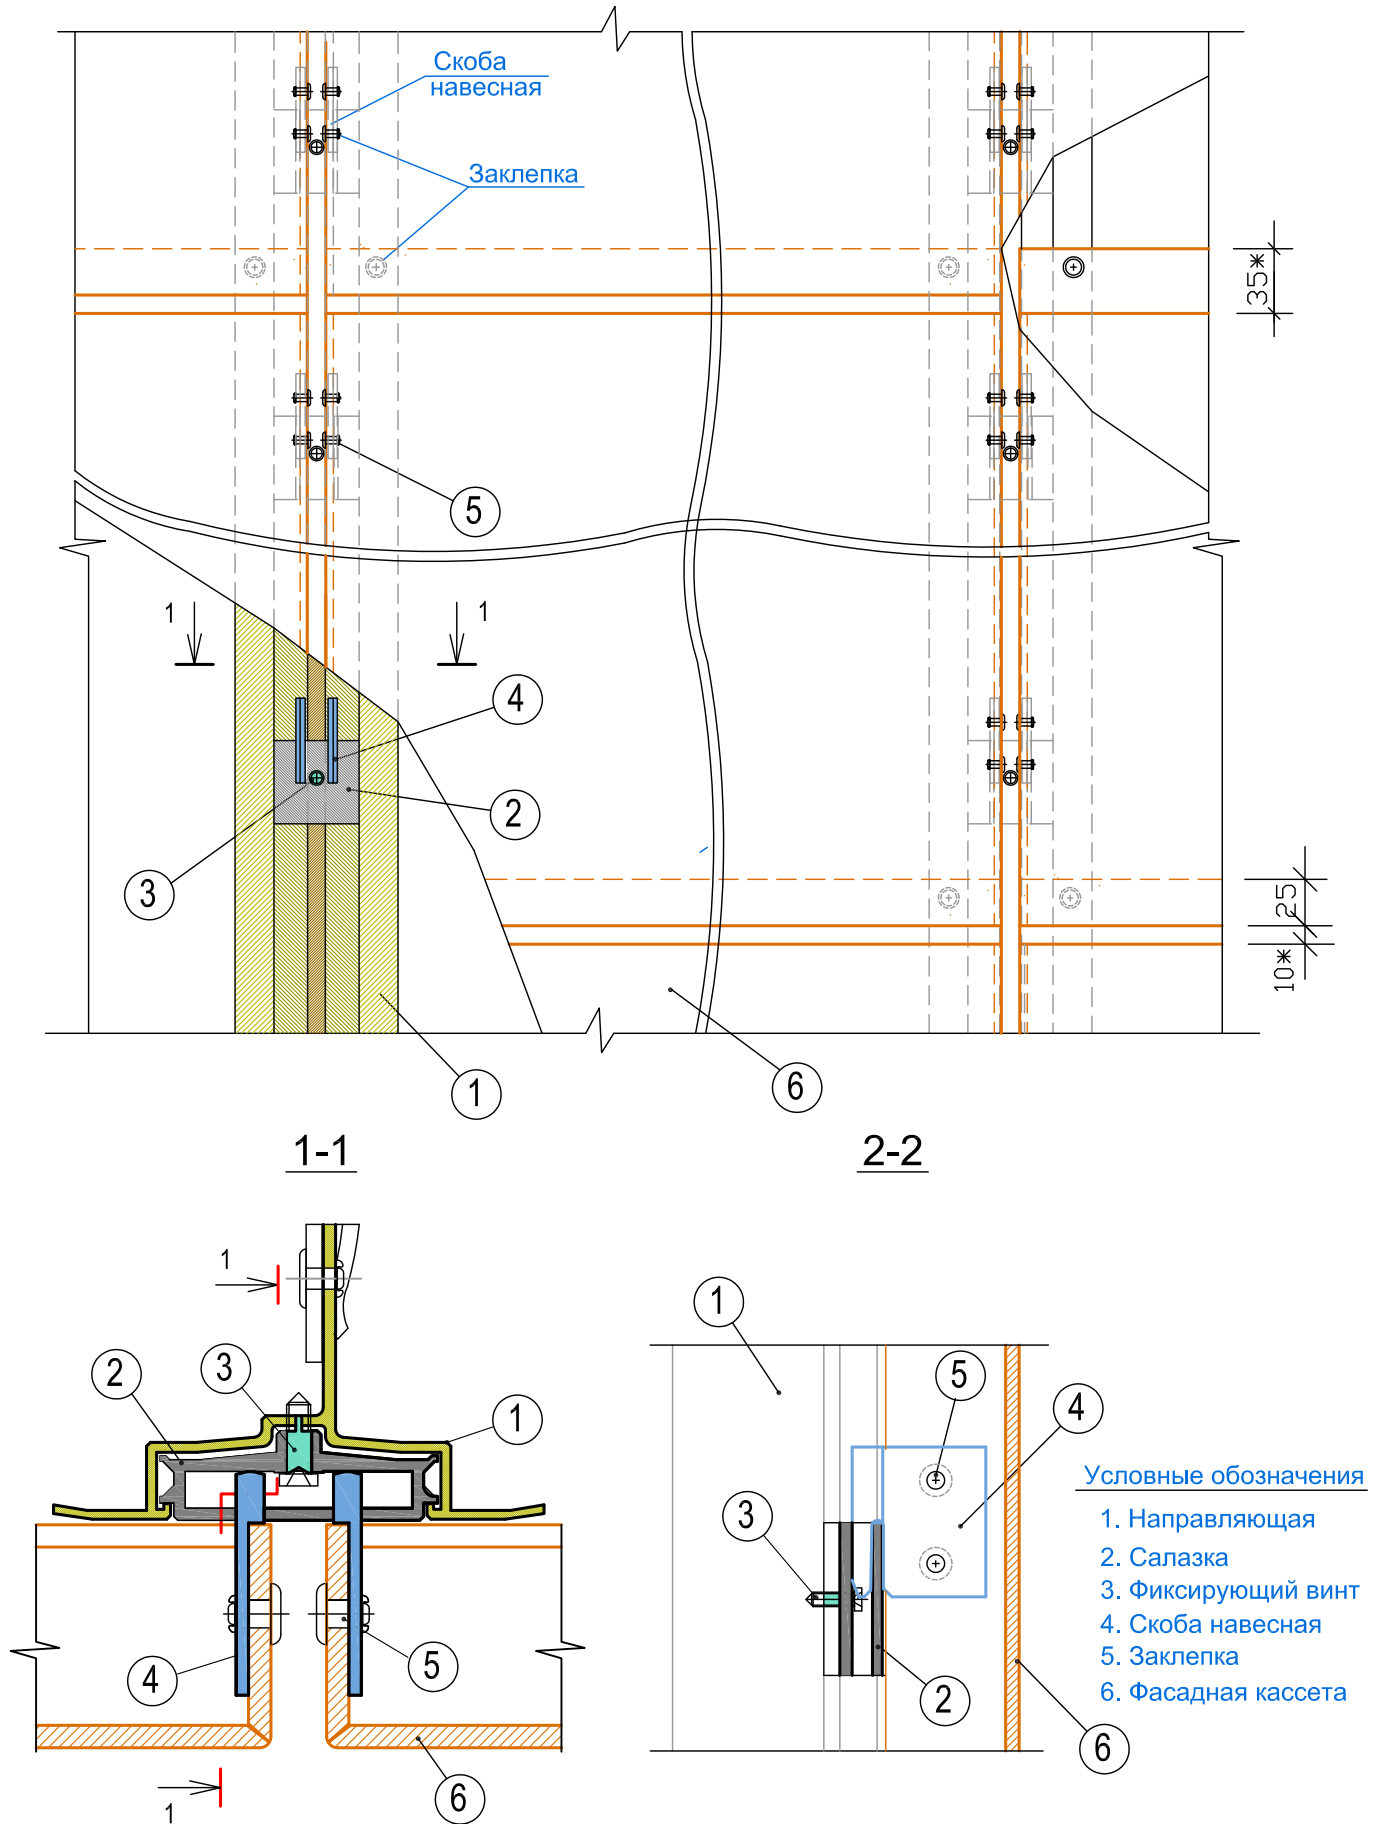 Скоба
навесная
Заклепка
35*
5
1
1
4
2
3
25
10*
1
6
1-1
2-2
1
1
2
3
1
5
4
3
4
5
2
6
6
1
Условные обозначения
1. Направляющая
2. Салазка
3. Фиксирующий винт
4. Скоба навесная
5. Заклепка
6. Фасадная кассета